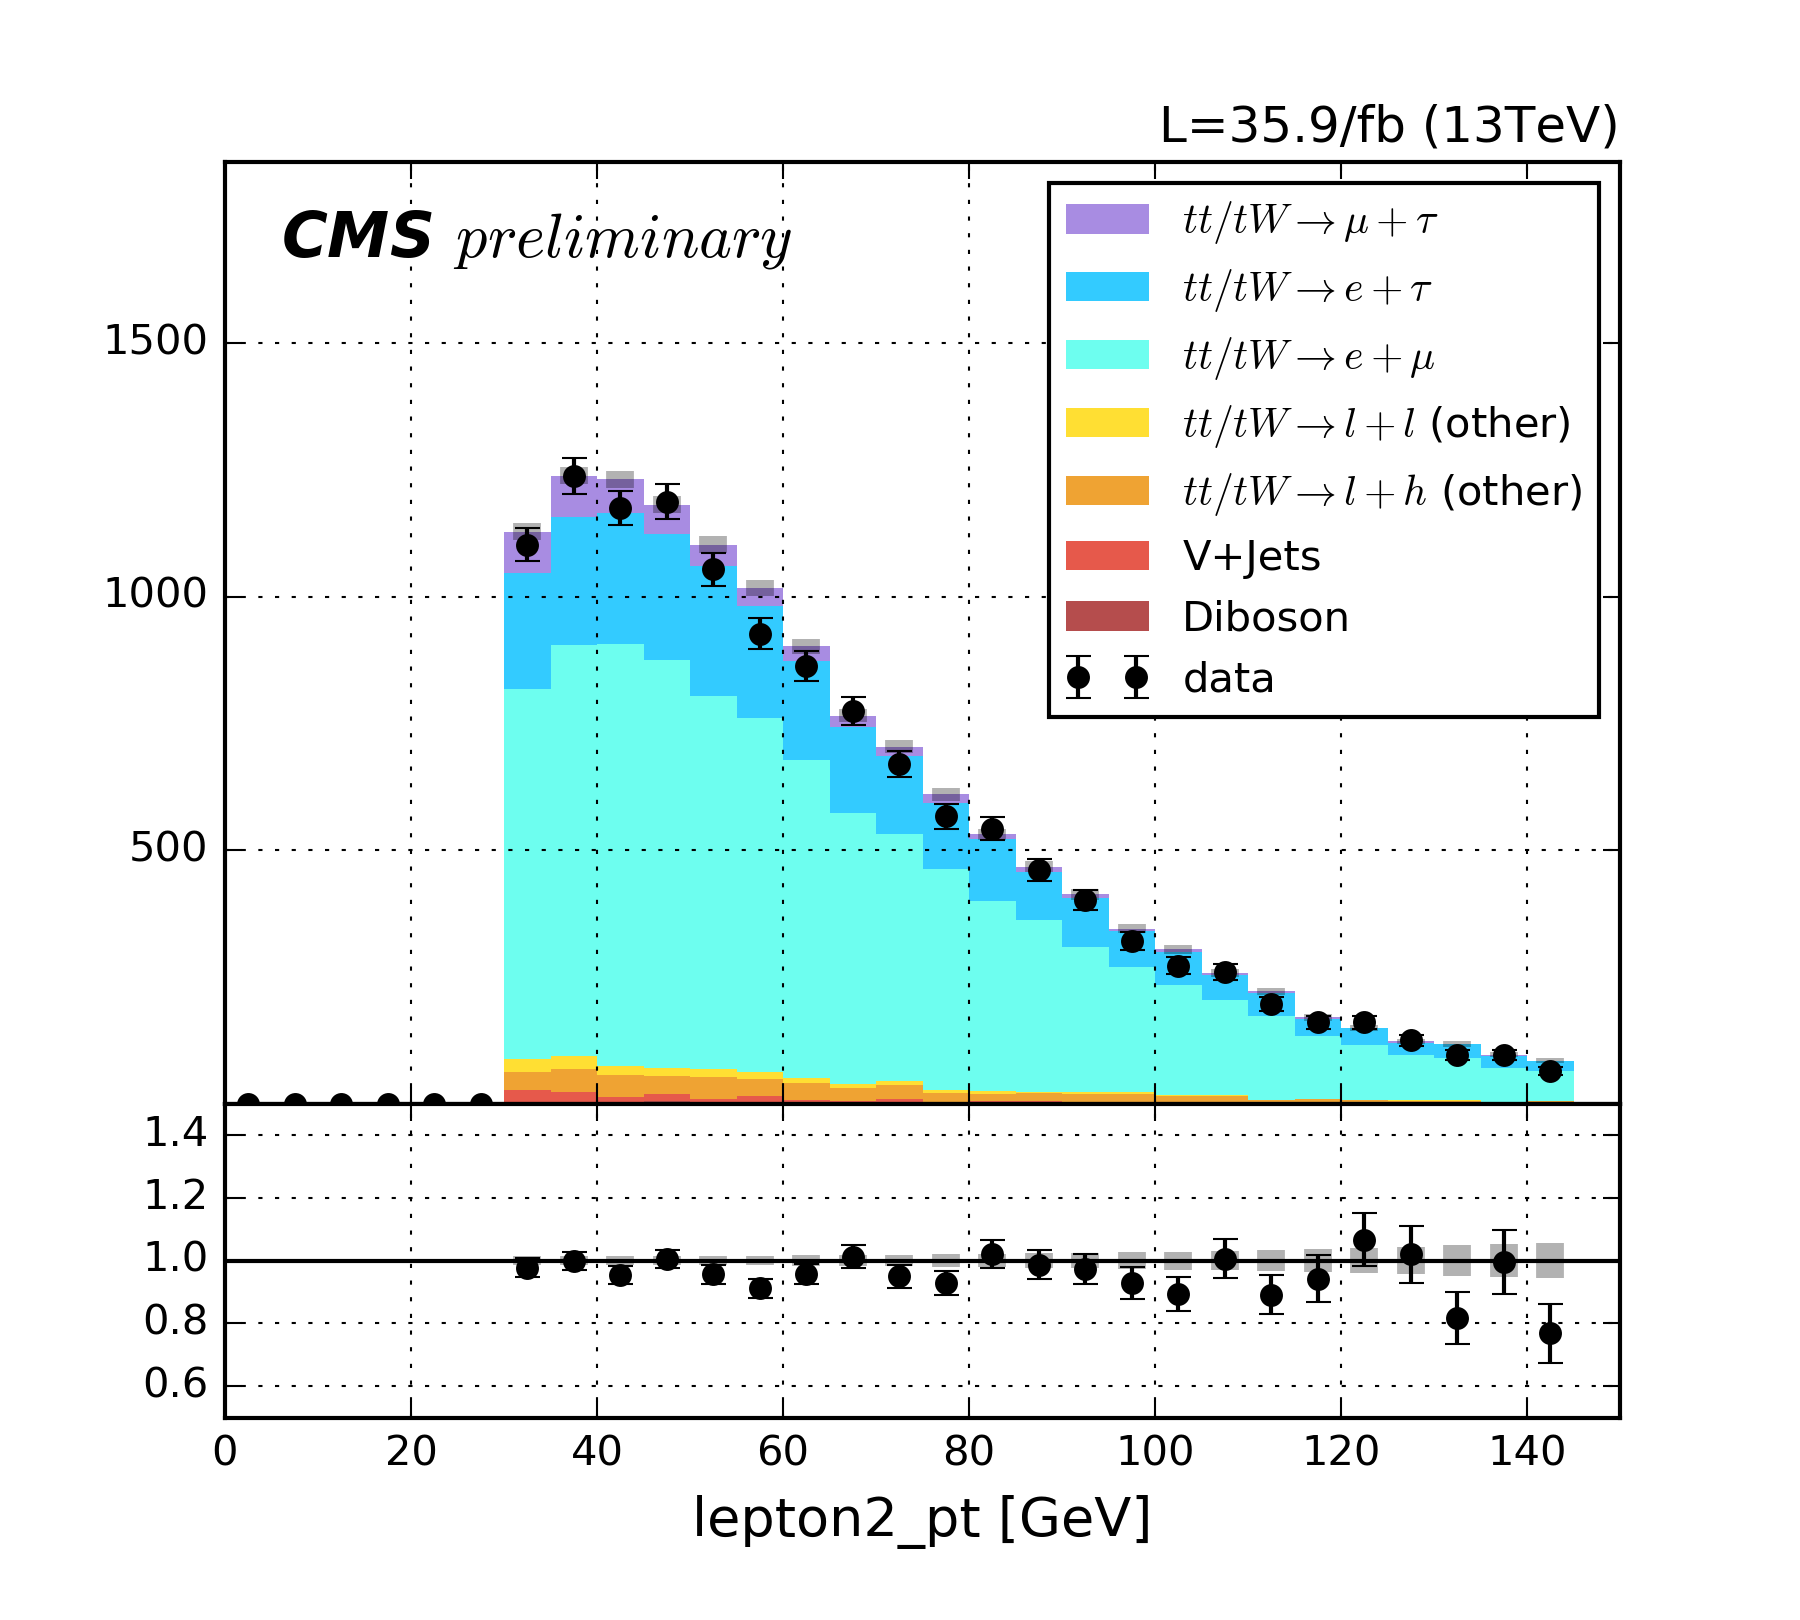 L=35.9/fb (13TeV)
CMS preliminary
tt/tW→μ+τ
tt/tW→e+τ
tt/tW→e+μ
tt/tW→l+l (other)
tt/tW→l+h (other)
V+Jets
Diboson
data
1500
1000
500
1.4
1.2
1.0
0.8
0.6
0 20 40 60 80 100 120 140
lepton2_pt [GeV]